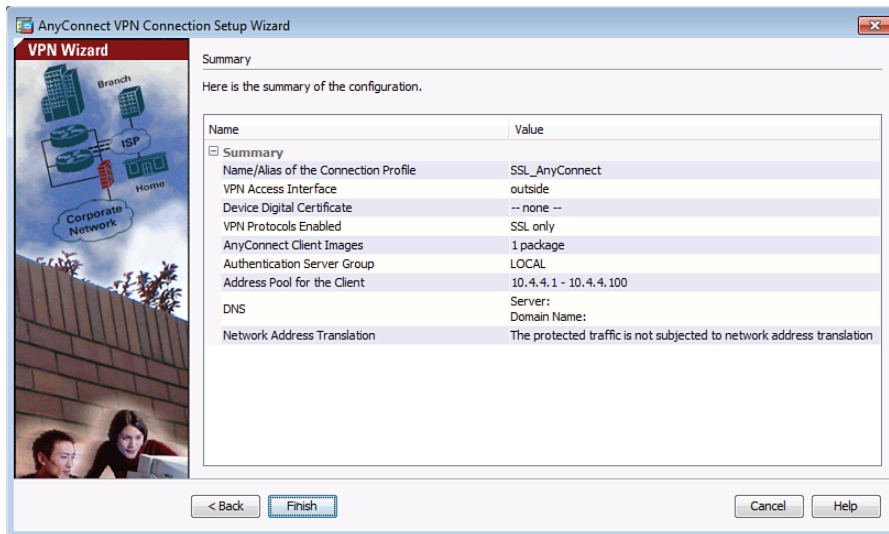 AnyConnect VPN Connection Setup Wizard
VPN Wizard
Branch
ISP
Home
Corporate
Network
Summary
Here is the summary of the configuration.
Name Value
Summary
Name/Alias of the Connection Profile SSL_AnyConnect
VPN Access Interface outside
Device Digital Certificate -- none --
VPN Protocols Enabled SSL only
AnyConnect Client Images 1 package
Authentication Server Group LOCAL
Address Pool for the Client 10.4.4.1 - 10.4.4.100
DNS Server:
Domain Name:
Network Address Translation The protected traffic is not subjected to network address translation
< Back Finish Cancel Help